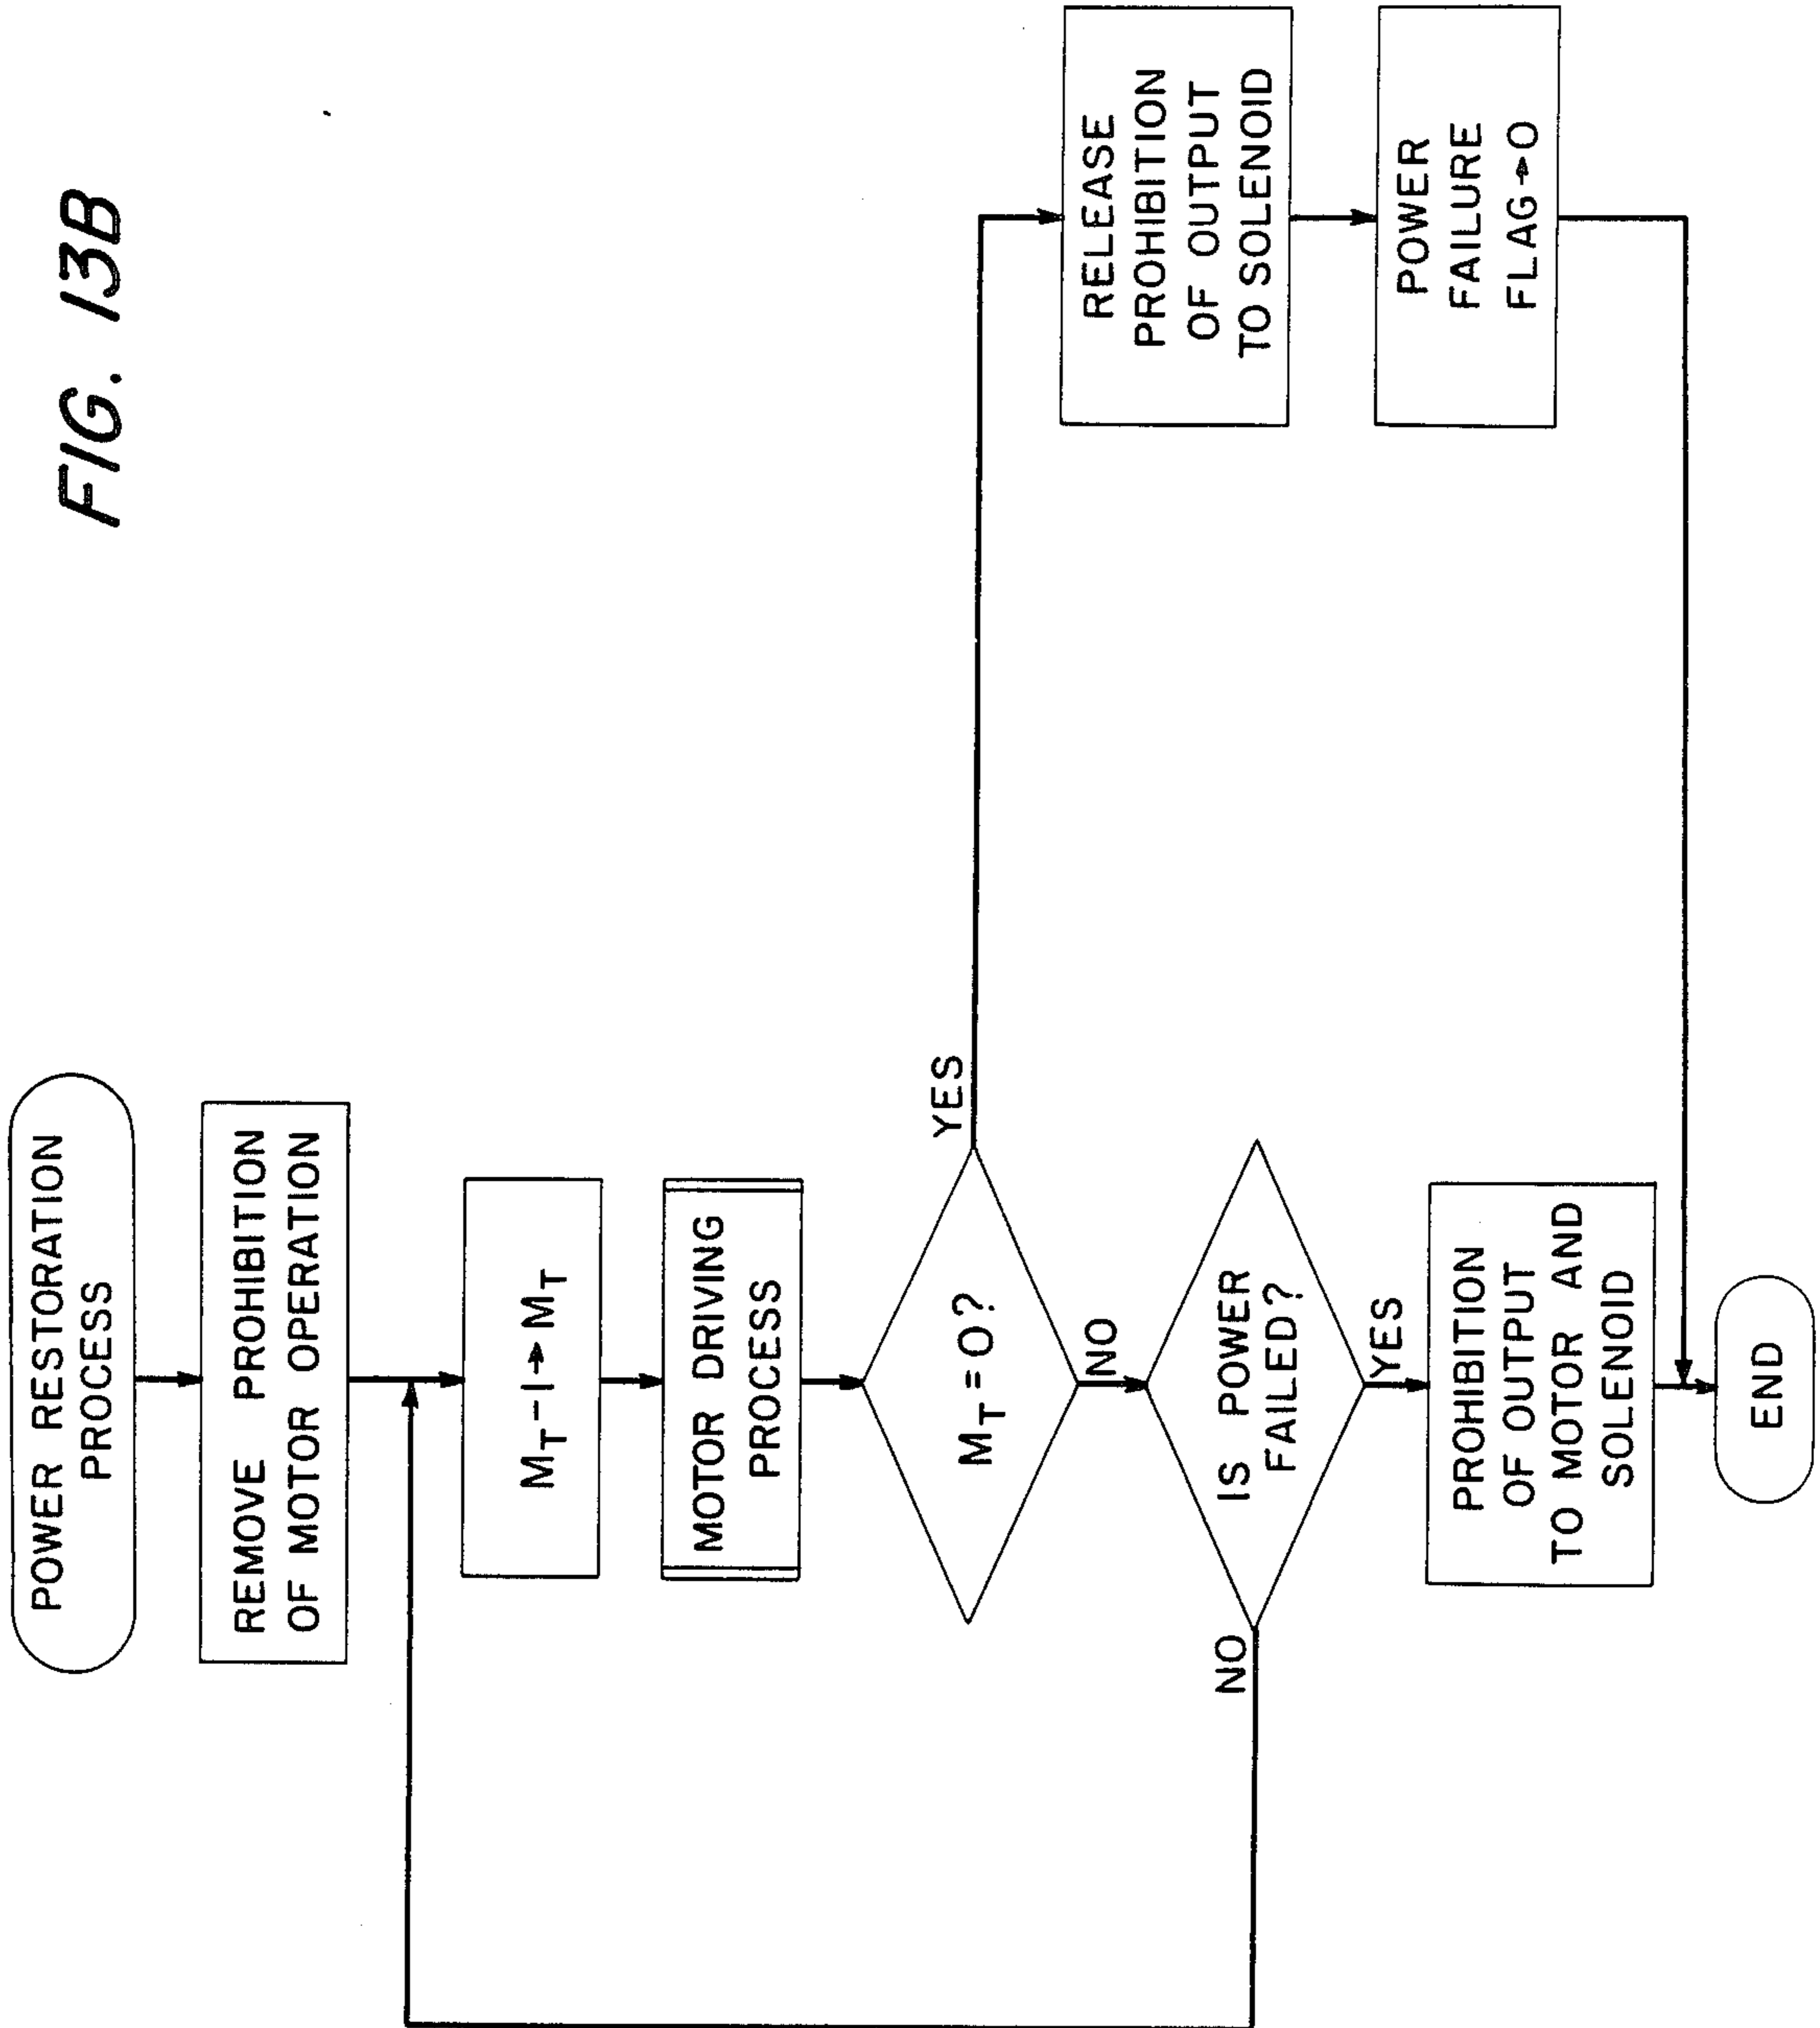 FIG. 13B
POWER RESTORATION
PROCESS
REMOVE PROHIBITION
OF MOTOR OPERATION
MT-1→MT
MOTOR DRIVING
PROCESS
MT=0?
YES
NO
IS POWER
FAILED?
NO
YES
PROHIBITION
OF OUTPUT
TO MOTOR AND
SOLENOID
END
RELEASE
PROHIBITION
OF OUTPUT
TO SOLENOID
POWER
FAILURE
FLAG→0